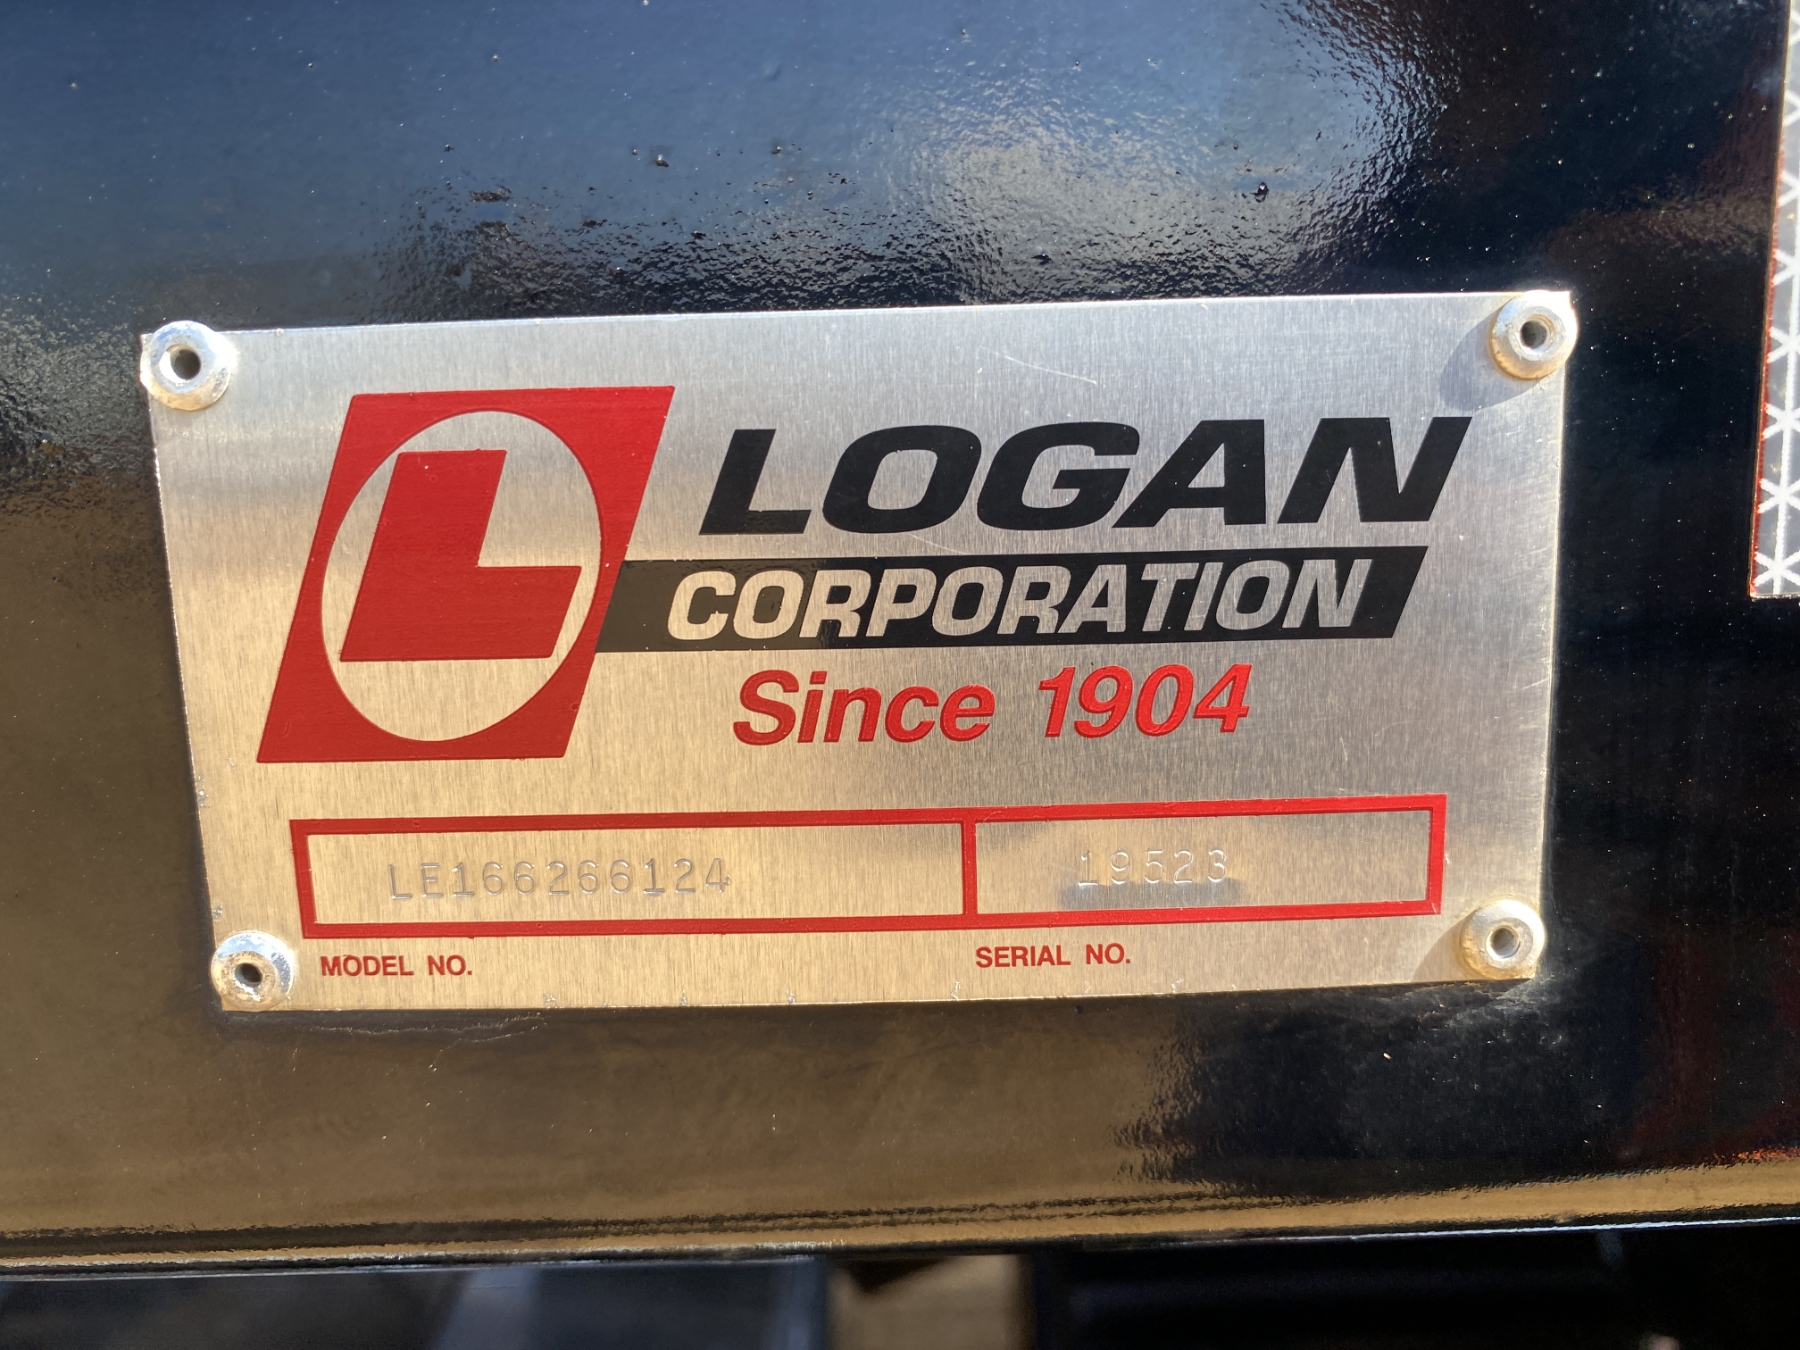 L
LOGAN
CORPORATION
Since 1904
LE166266124
19523
MODEL NO.
SERIAL NO.